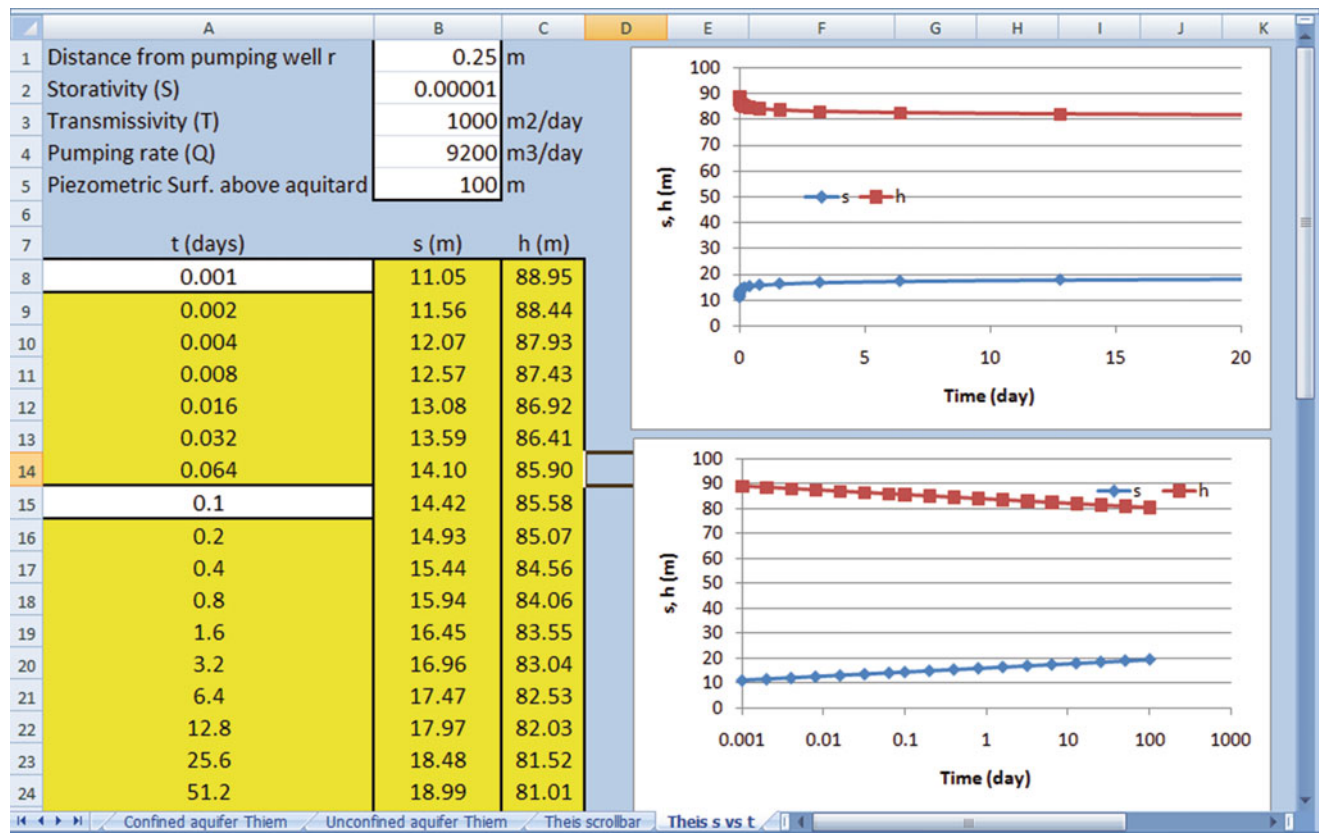 A B C D E F G H I J K
1 Distance from pumping well r 0.25 m
2 Storativity (S) 0.00001
3 Transmissivity (T) 1000 m2/day
4 Pumping rate (Q) 9200 m3/day
5 Piezometric Surf. above aquitard 100 m
6
7 t (days) s (m) h (m)
8 0.001 11.05 88.95
9 0.002 11.56 88.44
10 0.004 12.07 87.93
11 0.008 12.57 87.43
12 0.016 13.08 86.92
13 0.032 13.59 86.41
14 0.064 14.10 85.90
15 0.1 14.42 85.58
16 0.2 14.93 85.07
17 0.4 15.44 84.56
18 0.8 15.94 84.06
19 1.6 16.45 83.55
20 3.2 16.96 83.04
21 6.4 17.47 82.53
22 12.8 17.97 82.03
23 25.6 18.48 81.52
24 51.2 18.99 81.01
100
90
80
70
60
50
40
30
20
10
0
s, h (m)
s h
0 5 10 15 20
Time (day)
100
90
80
70
60
50
40
30
20
10
0
s, h (m)
s h
0.001 0.01 0.1 1 10 100 1000
Time (day)
Confined aquifer Thiem Unconfined aquifer Thiem Theis scrollbar Theis s vs t